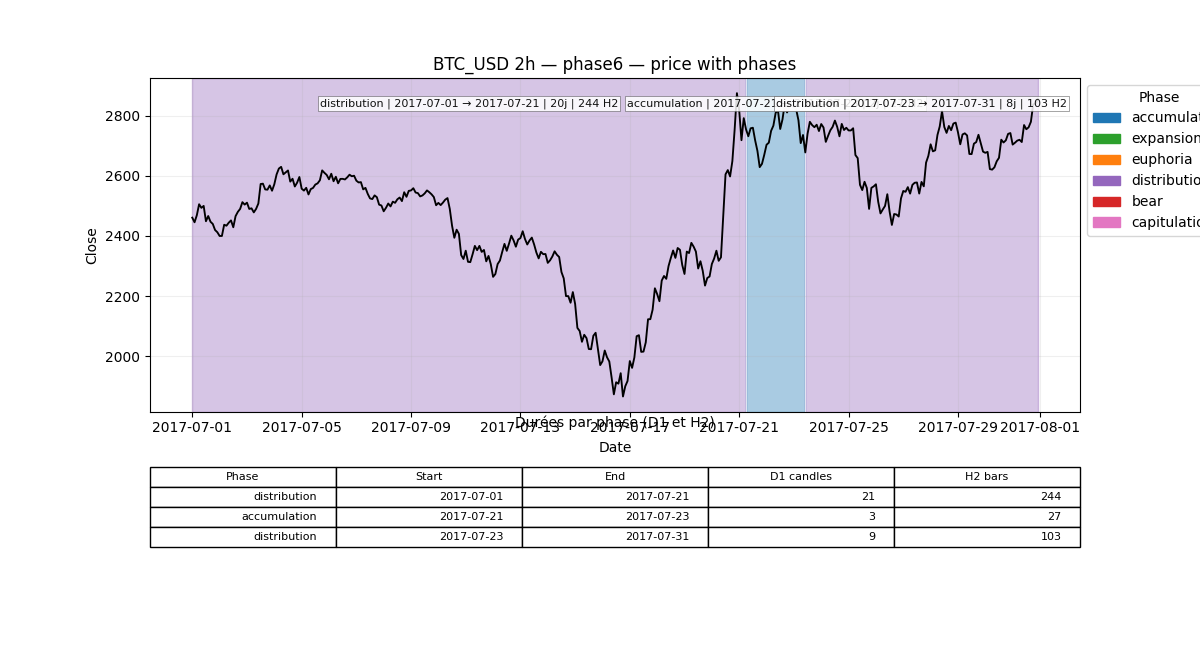 BTC_USD 2h — phase6 — price with phases
distribution | 2017-07-01 → 2017-07-21 | 20j | 244 H2
accumulation | 2017-07-21
distribution | 2017-07-23 → 2017-07-31 | 8j | 103 H2
Phase
accumulat
expansion
euphoria
distributio
bear
capitulatio
Close
2800
2600
2400
2200
2000
2017-07-01 2017-07-05 2017-07-09 2017-07-13 2017-07-17 2017-07-21 2017-07-25 2017-07-29 2017-08-01
Durées par phase (D1 et H2)
Date
Phase Start End D1 candles H2 bars
distribution 2017-07-01 2017-07-21 21 244
accumulation 2017-07-21 2017-07-23 3 27
distribution 2017-07-23 2017-07-31 9 103